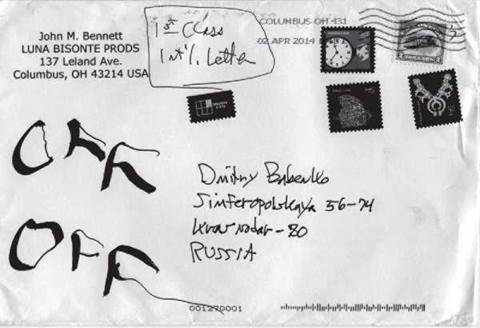 John M. Bennett
LUNA BISONTE PRODS
137 Leland Ave.
Columbus, OH 43214 USA
1st Class
Int'l. Letter
COLUMBUS OH 431
02 APR 2014
OFF
OFF
Dmitry Babenko
Simferopolskaya 56-74
Krasnodar-80
RUSSIA
001270001